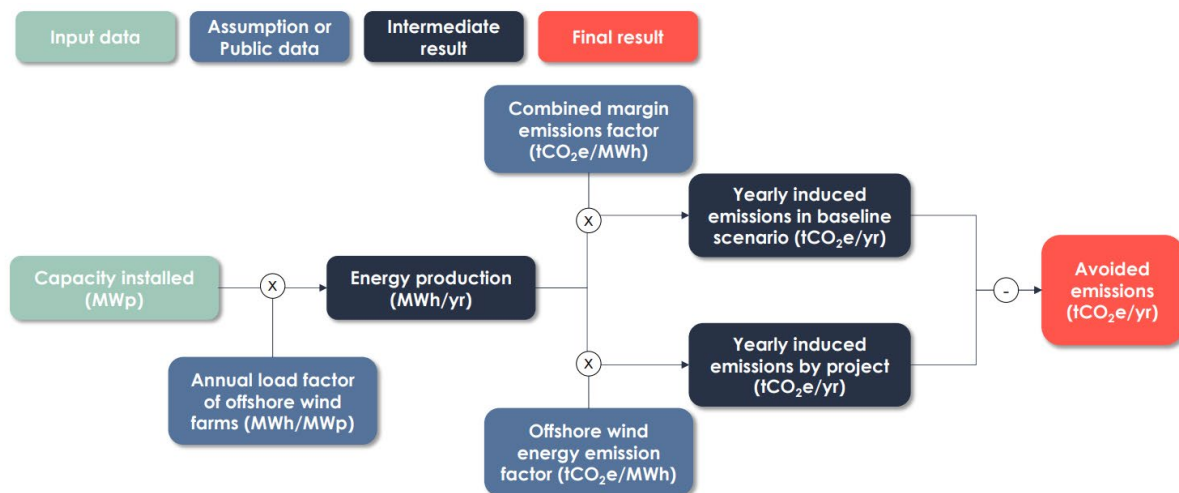 Input data
Assumption or
Public data
Intermediate
result
Final result
Combined margin
emissions factor
(tCO₂e/MWh)
X
Yearly induced
emissions in baseline
scenario (tCO₂e/yr)
Capacity installed
(MWp)
X
Energy production
(MWh/yr)
-
Avoided
emissions
(tCO₂e/yr)
Annual load factor
of offshore wind
farms (MWh/MWp)
X
Yearly induced
emissions by project
(tCO₂e/yr)
Offshore wind
energy emission
factor (tCO₂e/MWh)